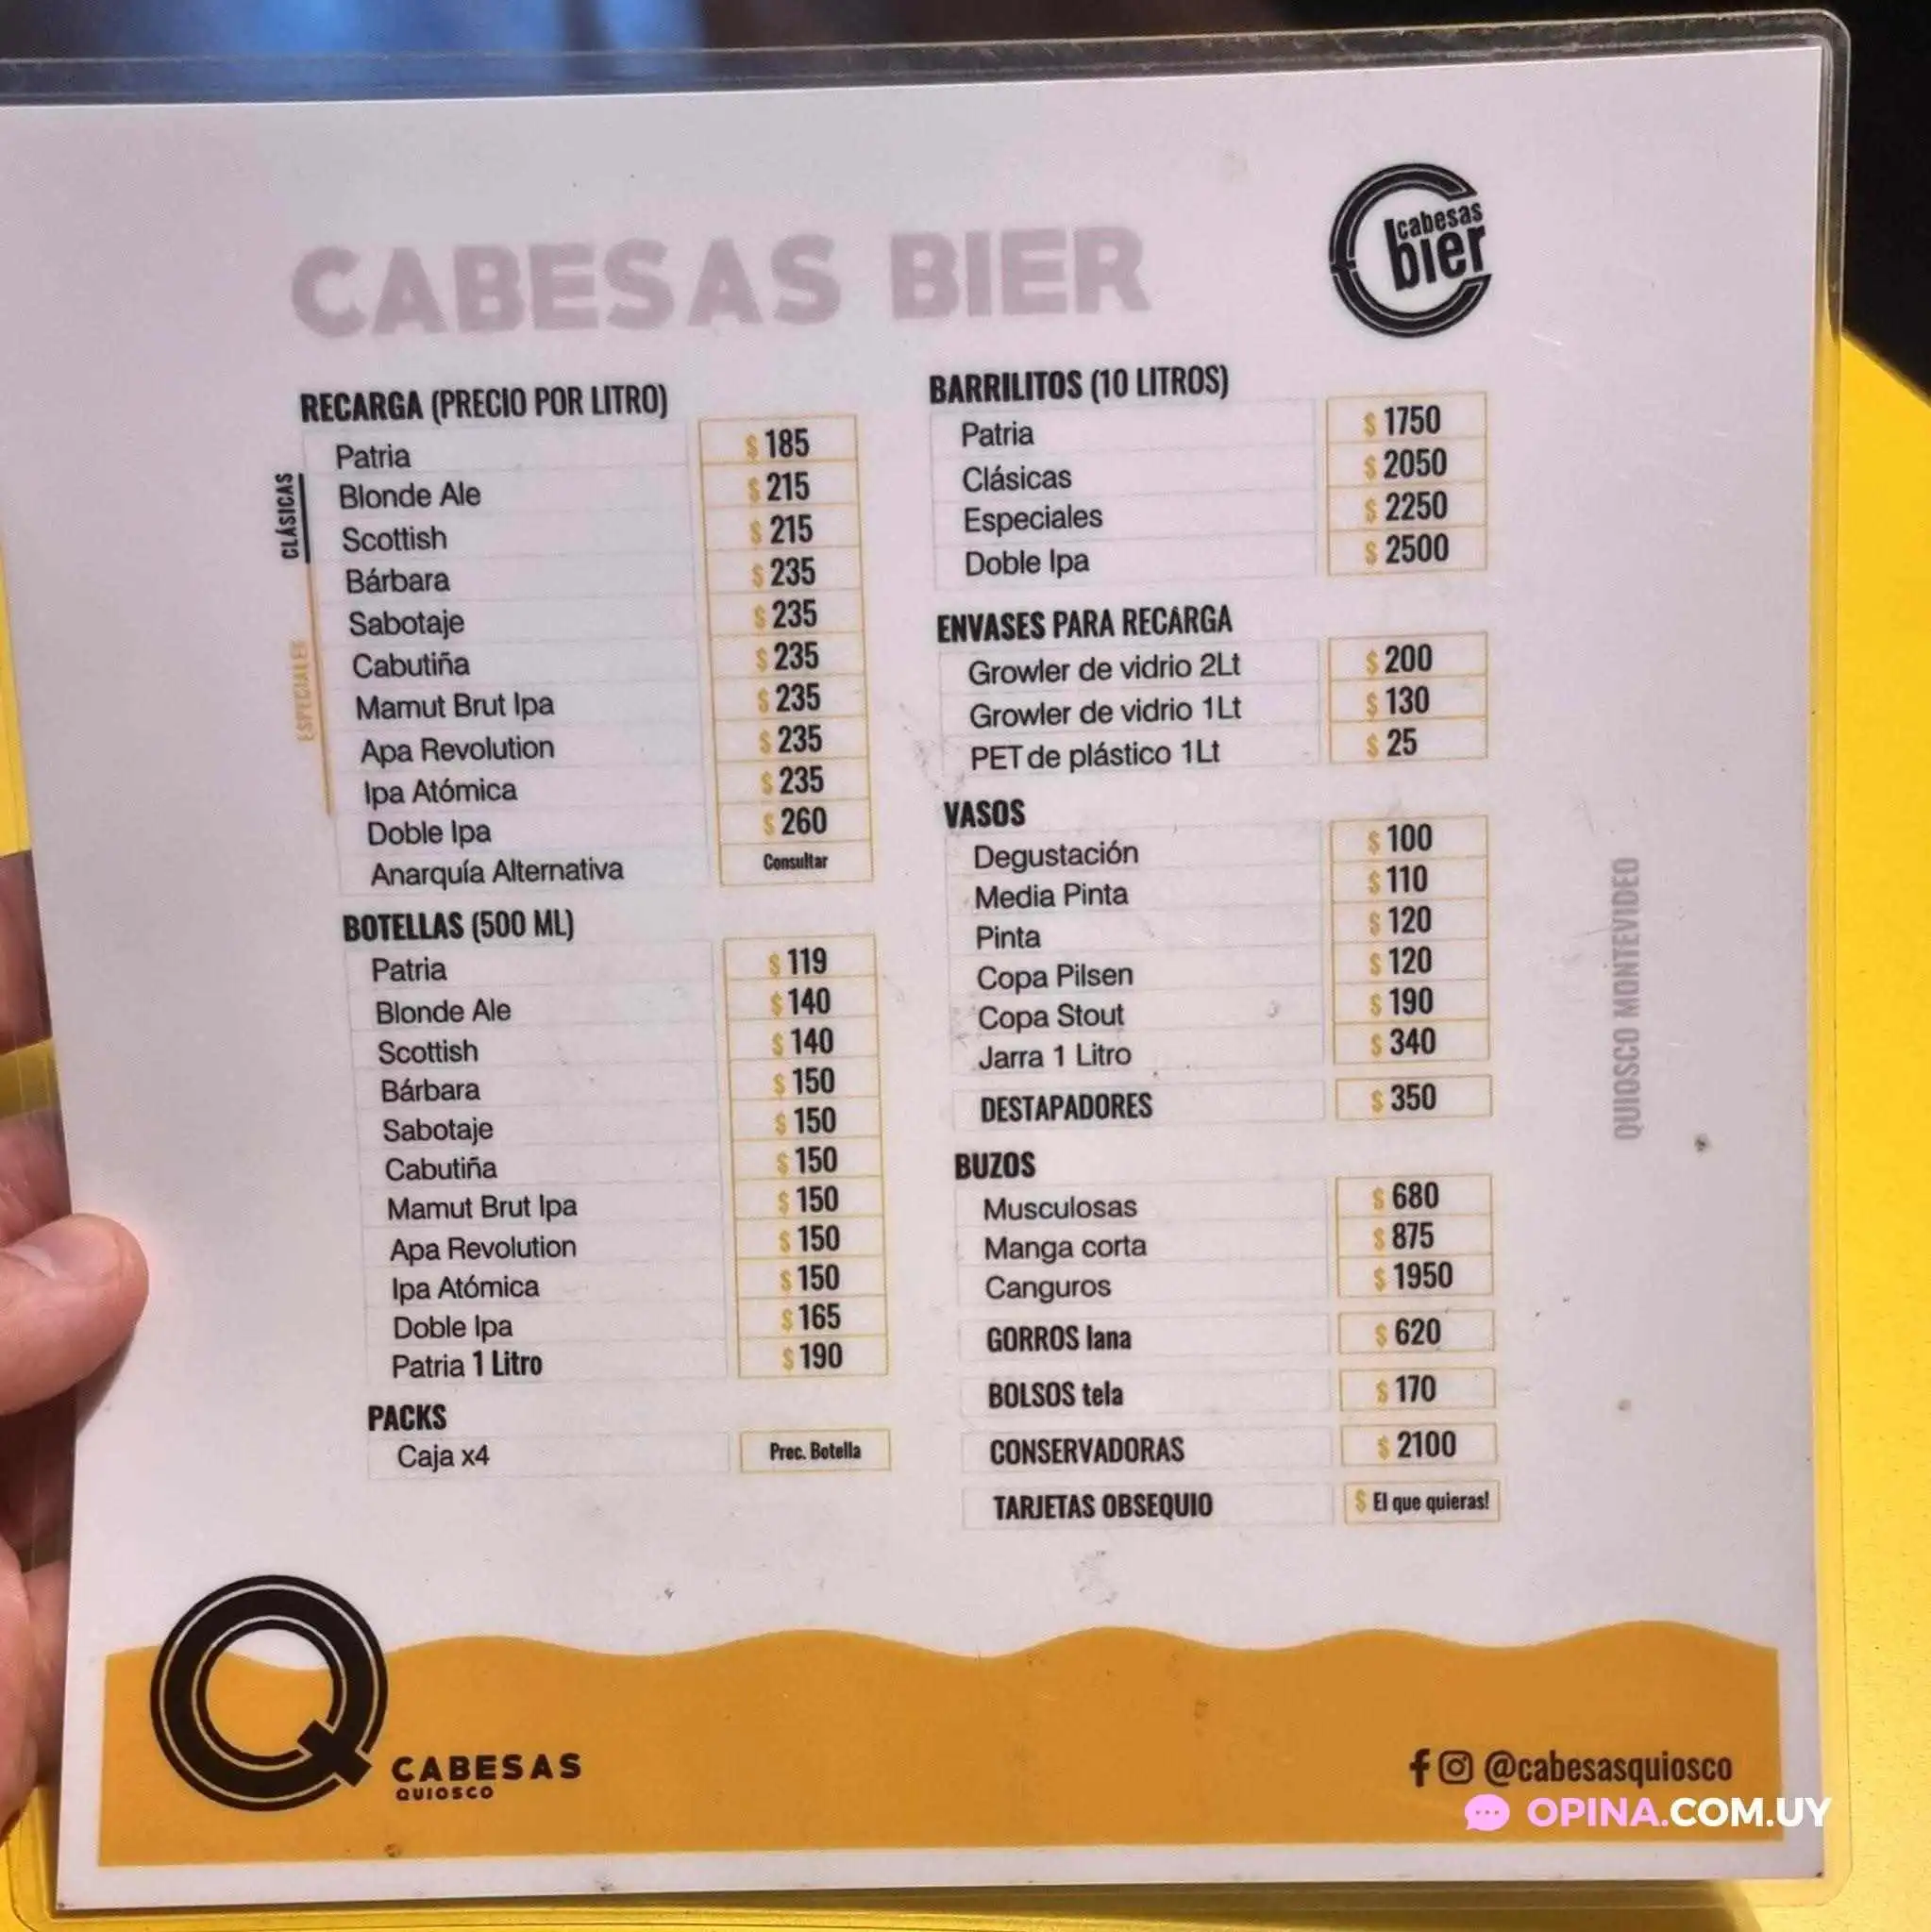 CABESAS BIER
cabesas
bier
RECARGA (PRECIO POR LITRO)
Patria $ 185
CLÁSICAS
Blonde Ale $ 215
Scottish $ 215
ESPECIALES
Bárbara $ 235
Sabotaje $ 235
Cabutiña $ 235
Mamut Brut Ipa $ 235
Apa Revolution $ 235
Ipa Atómica $ 235
Doble Ipa $ 260
Anarquía Alternativa Consultar
BOTELLAS (500 ML)
Patria $ 119
Blonde Ale $ 140
Scottish $ 140
Bárbara $ 150
Sabotaje $ 150
Cabutiña $ 150
Mamut Brut Ipa $ 150
Apa Revolution $ 150
Ipa Atómica $ 150
Doble Ipa $ 165
Patria 1 Litro $ 190
PACKS
Caja x4 Prec. Botella
BARRILITOS (10 LITROS)
Patria $ 1750
Clásicas $ 2050
Especiales $ 2250
Doble Ipa $ 2500
ENVASES PARA RECARGA
Growler de vidrio 2Lt $ 200
Growler de vidrio 1Lt $ 130
PET de plástico 1Lt $ 25
VASOS
Degustación $ 100
Media Pinta $ 110
Pinta $ 120
Copa Pilsen $ 120
Copa Stout $ 190
Jarra 1 Litro $ 340
DESTAPADORES $ 350
BUZOS
Musculosas $ 680
Manga corta $ 875
Canguros $ 1950
GORROS lana $ 620
BOLSOS tela $ 170
CONSERVADORAS $ 2100
TARJETAS OBSEQUIO $ El que quieras!
QUIOSCO MONTEVIDEO
Q CABESAS
QUIOSCO
@cabesasquiosco
OPINA.COM.UY